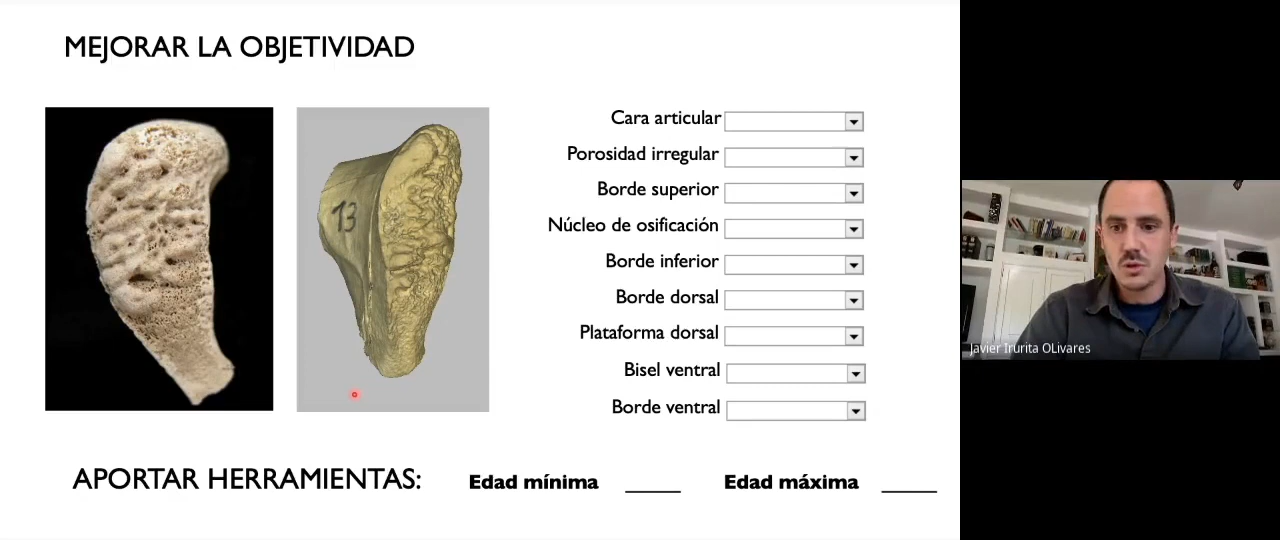 MEJORAR LA OBJETIVIDAD
13
Cara articular
Porosidad irregular
Borde superior
Núcleo de osificación
Borde inferior
Borde dorsal
Plataforma dorsal
Bisel ventral
Borde ventral
APORTAR HERRAMIENTAS: Edad mínima Edad máxima
Javier Irurita OLivares